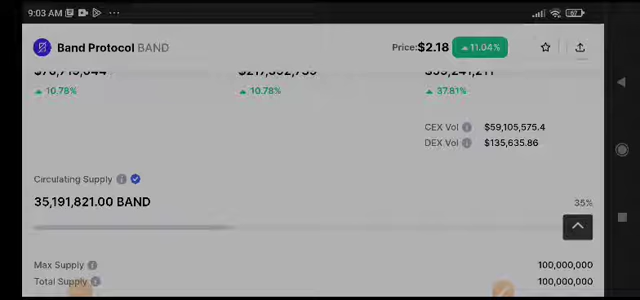 9:03 AM
67
Band Protocol BAND
Price:$2.18 11.04%
10.78% 10.78% 37.81%
CEX Vol $59,105,575.4
DEX Vol $135,635.86
Circulating Supply
35,191,821.00 BAND
35%
Max Supply 100,000,000
Total Supply 100,000,000